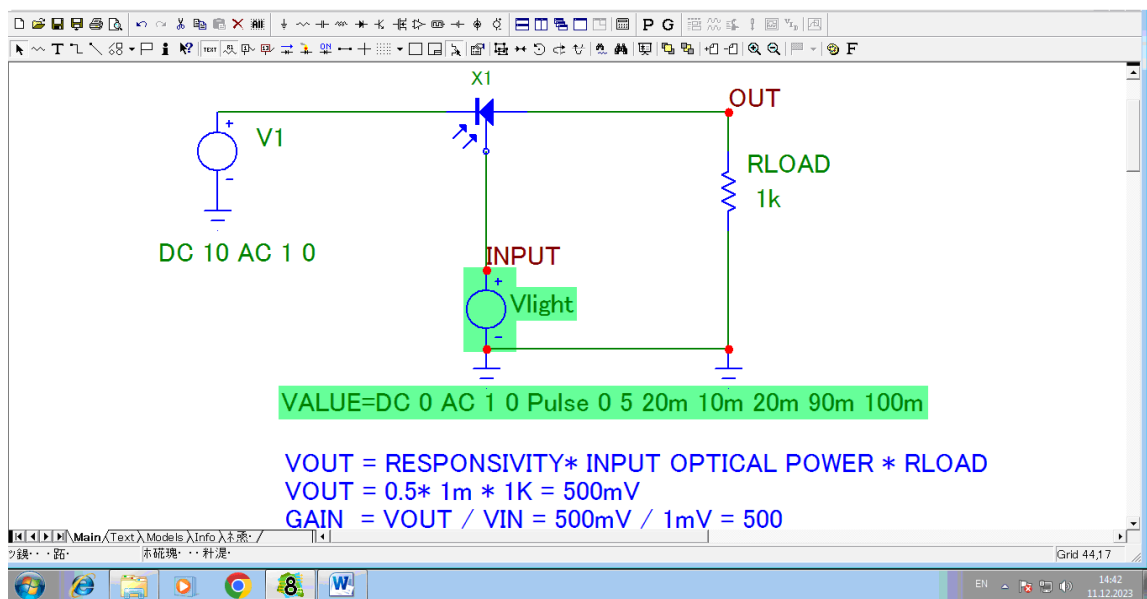 P G
T
TEXT
ON
F
X1
OUT
V1
RLOAD
1k
DC 10 AC 1 0
INPUT
Vlight
VALUE=DC 0 AC 1 0 Pulse 0 5 20m 10m 20m 90m 100m
VOUT = RESPONSIVITY* INPUT OPTICAL POWER * RLOAD
VOUT = 0.5* 1m * 1K = 500mV
GAIN = VOUT / VIN = 500mV / 1mV = 500
Main Text Models Info
Grid 44,17
EN
14:42
11.12.2023